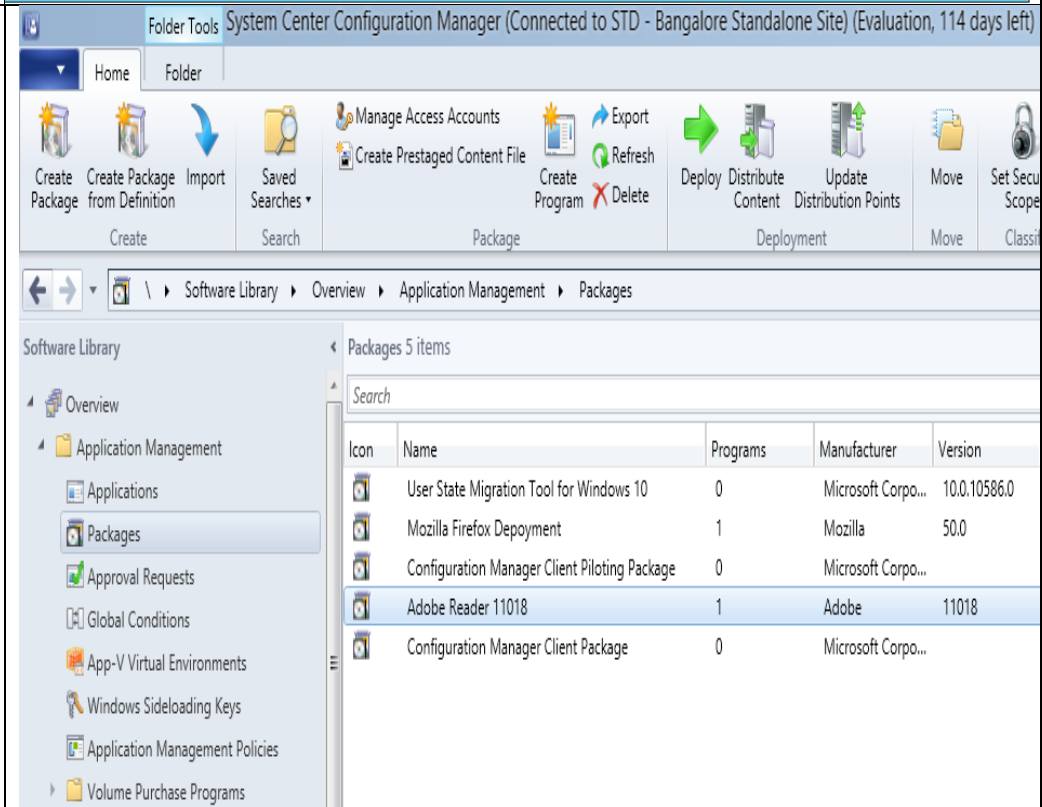 Folder Tools System Center Configuration Manager (Connected to STD - Bangalore Standalone Site) (Evaluation, 114 days left)
Home Folder
Create Package
Create Package from Definition
Import
Saved Searches
Manage Access Accounts
Create Prestaged Content File
Create Program
Export
Refresh
Delete
Deploy
Distribute Content
Update Distribution Points
Move
Set Secu
Scope
Create Search Package Deployment Move Classif
\ Software Library Overview Application Management Packages
Software Library
Overview
Application Management
Applications
Packages
Approval Requests
Global Conditions
App-V Virtual Environments
Windows Sideloading Keys
Application Management Policies
Volume Purchase Programs
Packages 5 items
Search
Icon Name Programs Manufacturer Version
User State Migration Tool for Windows 10 0 Microsoft Corpo... 10.0.10586.0
Mozilla Firefox Depoyment 1 Mozilla 50.0
Configuration Manager Client Piloting Package 0 Microsoft Corpo...
Adobe Reader 11018 1 Adobe 11018
Configuration Manager Client Package 0 Microsoft Corpo...